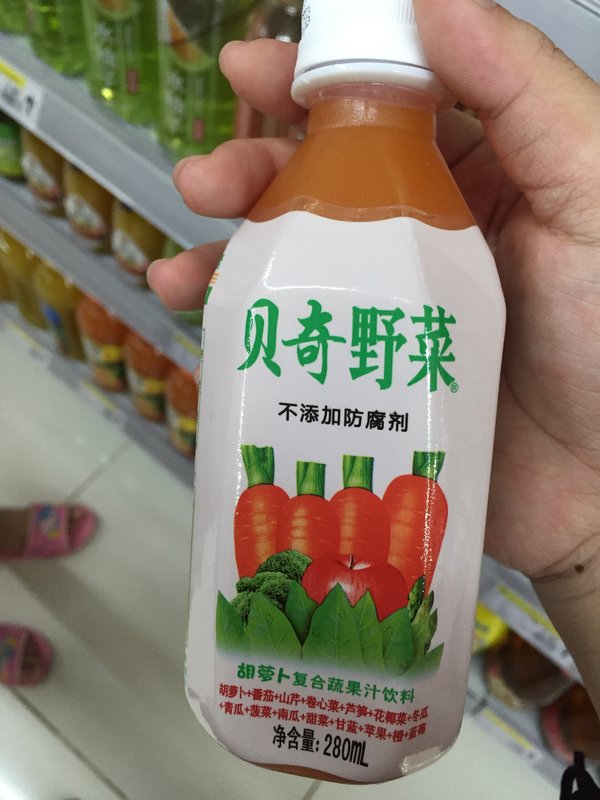 贝奇野菜®
不添加防腐剂
胡萝卜复合蔬果汁饮料
胡萝卜+番茄+山芹+卷心菜+芦笋+花椰菜+冬瓜
+青瓜+菠菜+南瓜+甜菜+甘蓝+苹果+橙+蓝莓
净含量:280mL